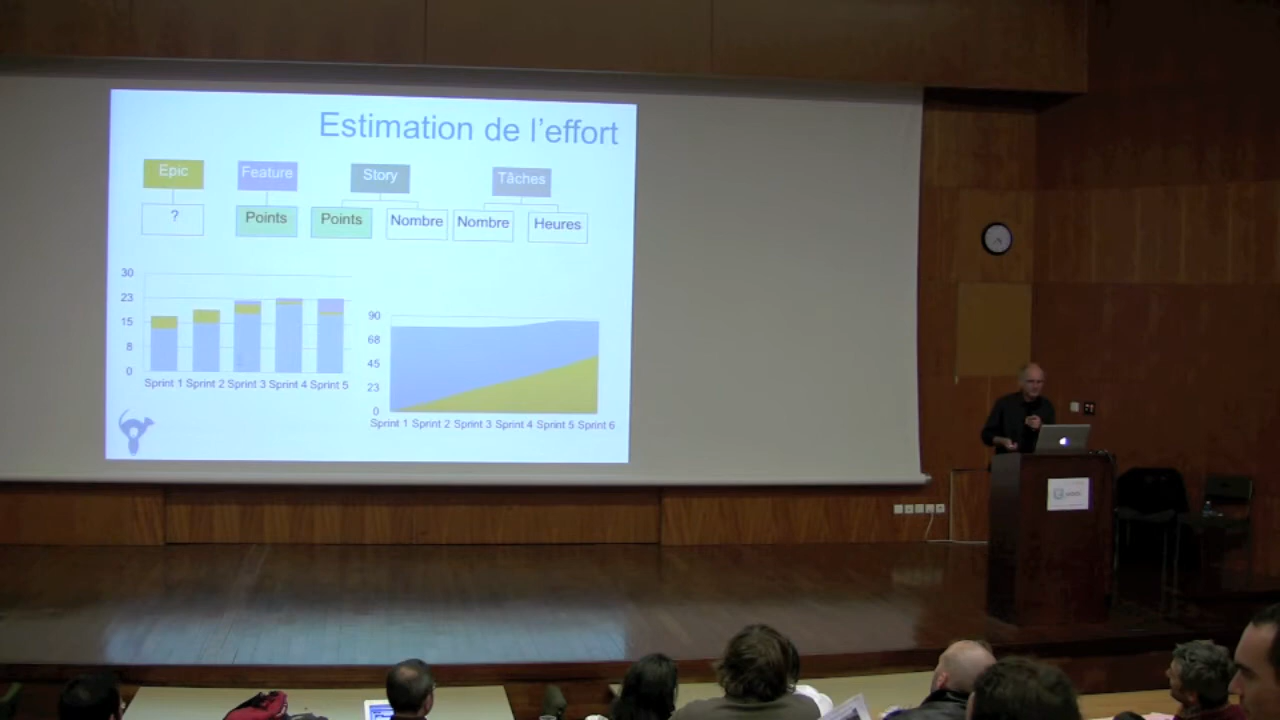 Estimation de l'effort
Epic
Feature
Story
Tâches
?
Points
Points
Nombre
Nombre
Heures
30
23
15
8
0
Sprint 1 Sprint 2 Sprint 3 Sprint 4 Sprint 5
90
68
45
23
0
Sprint 1 Sprint 2 Sprint 3 Sprint 4 Sprint 5 Sprint 6